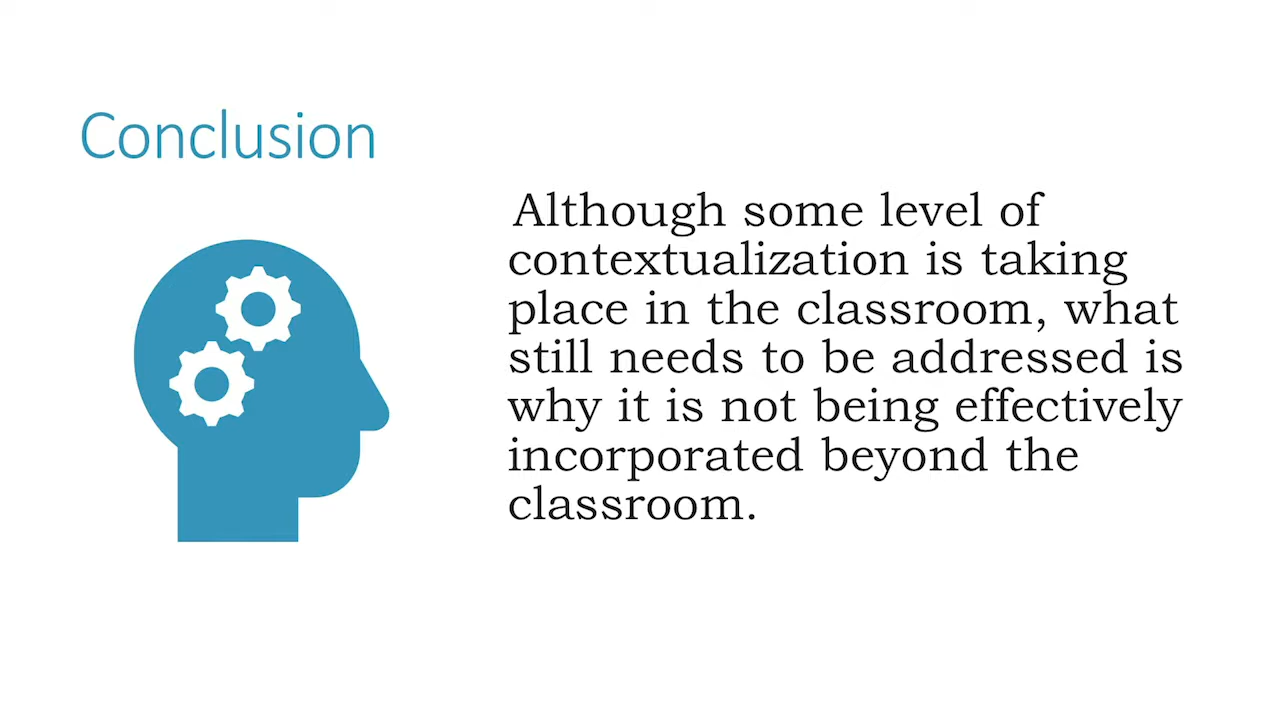 Conclusion
Although some level of
contextualization is taking
place in the classroom, what
still needs to be addressed is
why it is not being effectively
incorporated beyond the
classroom.